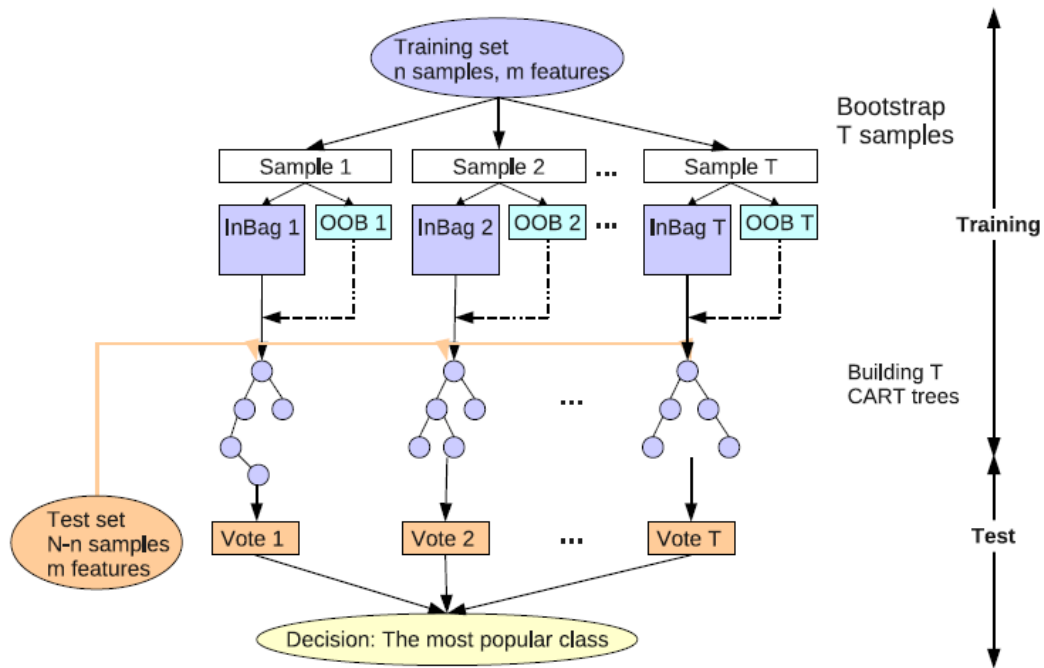 Training set
n samples, m features
Bootstrap
T samples
Sample 1
Sample 2
...
Sample T
InBag 1
OOB 1
InBag 2
OOB 2
...
InBag T
OOB T
Training
Building T
CART trees
...
Test set
N-n samples
m features
Vote 1
Vote 2
...
Vote T
Test
Decision: The most popular class